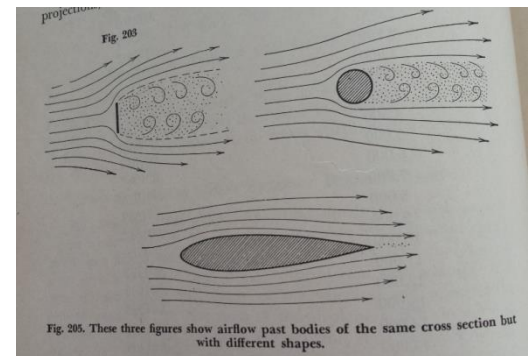 projection,
Fig. 203
Fig. 205. These three figures show airflow past bodies of the same cross section but
with different shapes.